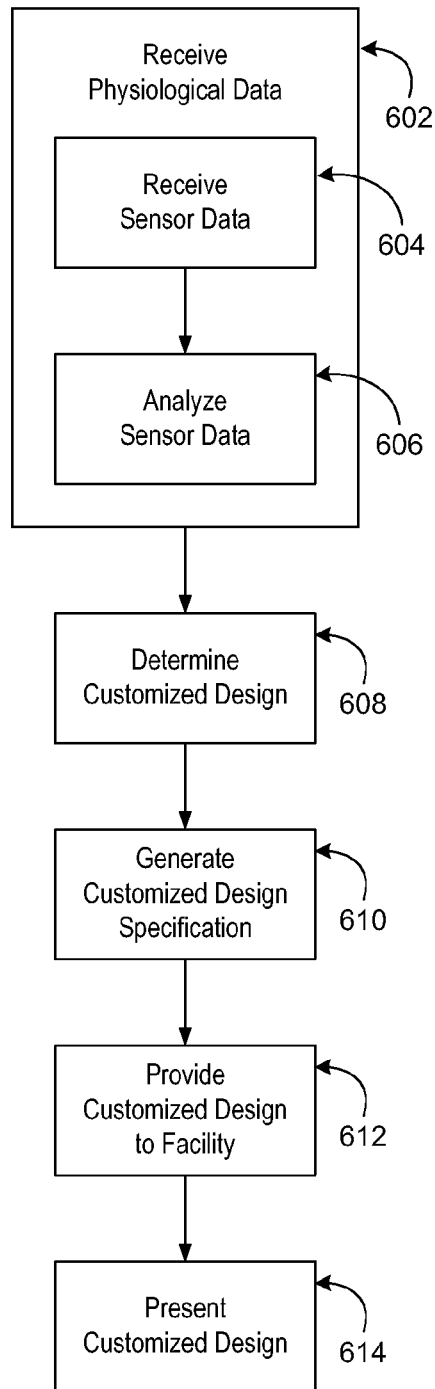 Receive
Physiological Data
602
Receive
Sensor Data
604
Analyze
Sensor Data
606
Determine
Customized Design
608
Generate
Customized Design
Specification
610
Provide
Customized Design
to Facility
612
Present
Customized Design
614